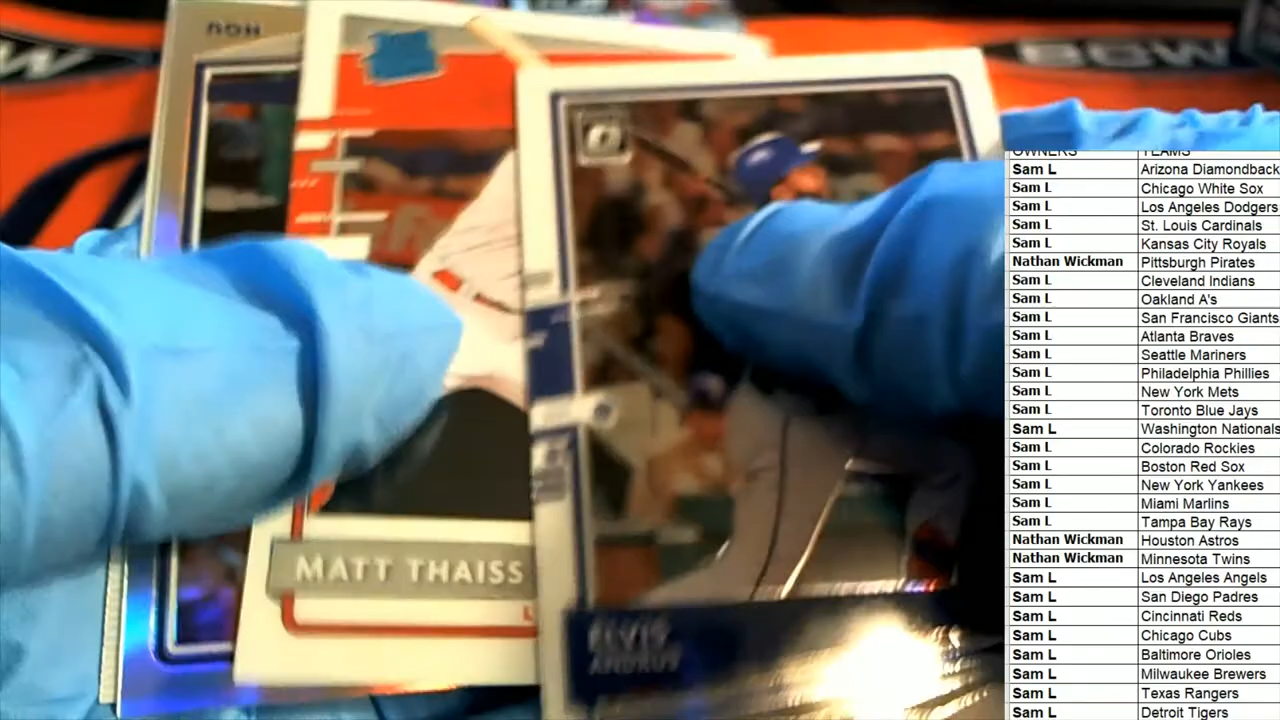 BCW
MATT THAISS
L
ELVIS
ANDRUS
OWNERS TEAMS
Sam L Arizona Diamondback
Sam L Chicago White Sox
Sam L Los Angeles Dodgers
Sam L St. Louis Cardinals
Sam L Kansas City Royals
Nathan Wickman Pittsburgh Pirates
Sam L Cleveland Indians
Sam L Oakland A's
Sam L San Francisco Giants
Sam L Atlanta Braves
Sam L Seattle Mariners
Sam L Philadelphia Phillies
Sam L New York Mets
Sam L Toronto Blue Jays
Sam L Washington Nationals
Sam L Colorado Rockies
Sam L Boston Red Sox
Sam L New York Yankees
Sam L Miami Marlins
Sam L Tampa Bay Rays
Nathan Wickman Houston Astros
Nathan Wickman Minnesota Twins
Sam L Los Angeles Angels
Sam L San Diego Padres
Sam L Cincinnati Reds
Sam L Chicago Cubs
Sam L Baltimore Orioles
Sam L Milwaukee Brewers
Sam L Texas Rangers
Sam L Detroit Tigers